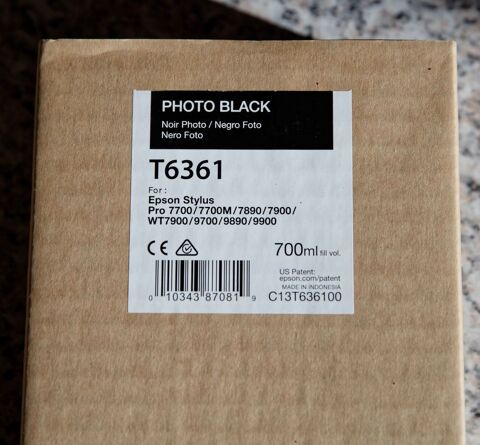 PHOTO BLACK
Noir Photo / Negro Foto
Nero Foto
T6361
For :
Epson Stylus
Pro 7700/7700M/7890/7900/
WT7900/9700/9890/9900
CE
700ml fill vol.
US Patent:
epson.com/patent
MADE IN INDONESIA
0 10343 87081 9
C13T636100